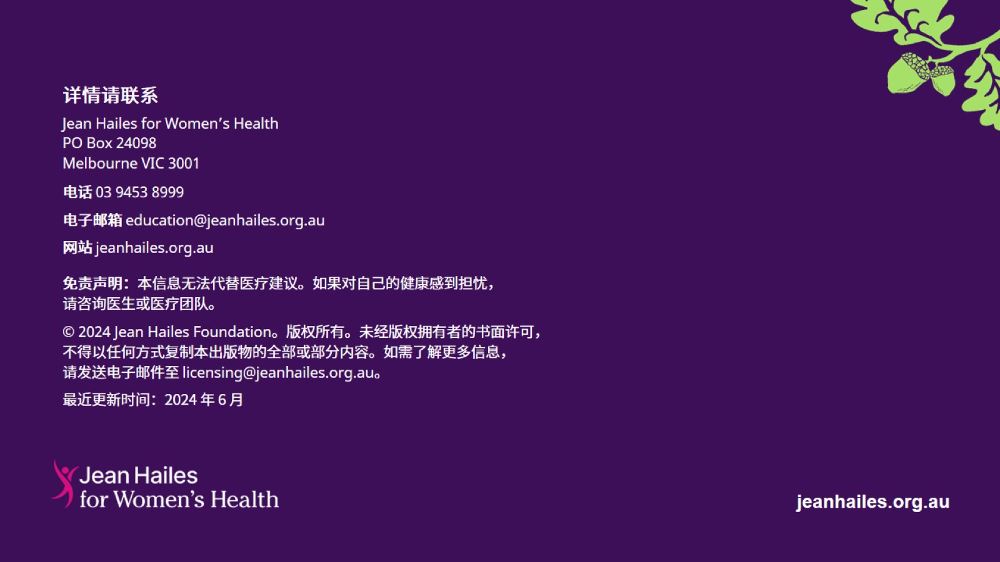 详情请联系
Jean Hailes for Women’s Health
PO Box 24098
Melbourne VIC 3001
电话 03 9453 8999
电子邮箱 education@jeanhailes.org.au
网站 jeanhailes.org.au
免责声明：本信息无法代替医疗建议。如果对自己的健康感到担忧，
请咨询医生或医疗团队。
© 2024 Jean Hailes Foundation。版权所有。未经版权拥有者的书面许可，
不得以任何方式复制本出版物的全部或部分内容。如需了解更多信息，
请发送电子邮件至 licensing@jeanhailes.org.au。
最近更新时间：2024 年 6 月
Jean Hailes
for Women’s Health
jeanhailes.org.au